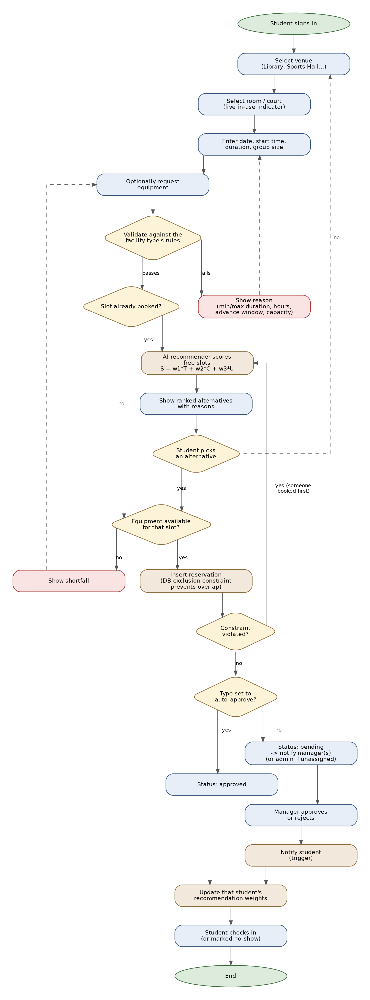 Student signs in
Select venue
(Library, Sports Hall...)
Select room / court
(live in-use indicator)
Enter date, start time,
duration, group size
Optionally request
equipment
Validate against the
facility type's rules
no
passes
fails
Slot already booked?
Show reason
(min/max duration, hours,
advance window, capacity)
yes
AI recommender scores
free slots
S = w1*T + w2*C + w3*U
no
Show ranked alternatives
with reasons
Student picks
an alternative
yes
yes (someone
booked first)
Equipment available
for that slot?
no
yes
Show shortfall
Insert reservation
(DB exclusion constraint
prevents overlap)
Constraint
violated?
no
Type set to
auto-approve?
yes
no
Status: pending
-> notify manager(s)
(or admin if unassigned)
Status: approved
Manager approves
or rejects
Notify student
(trigger)
Update that student's
recommendation weights
Student checks in
(or marked no-show)
End